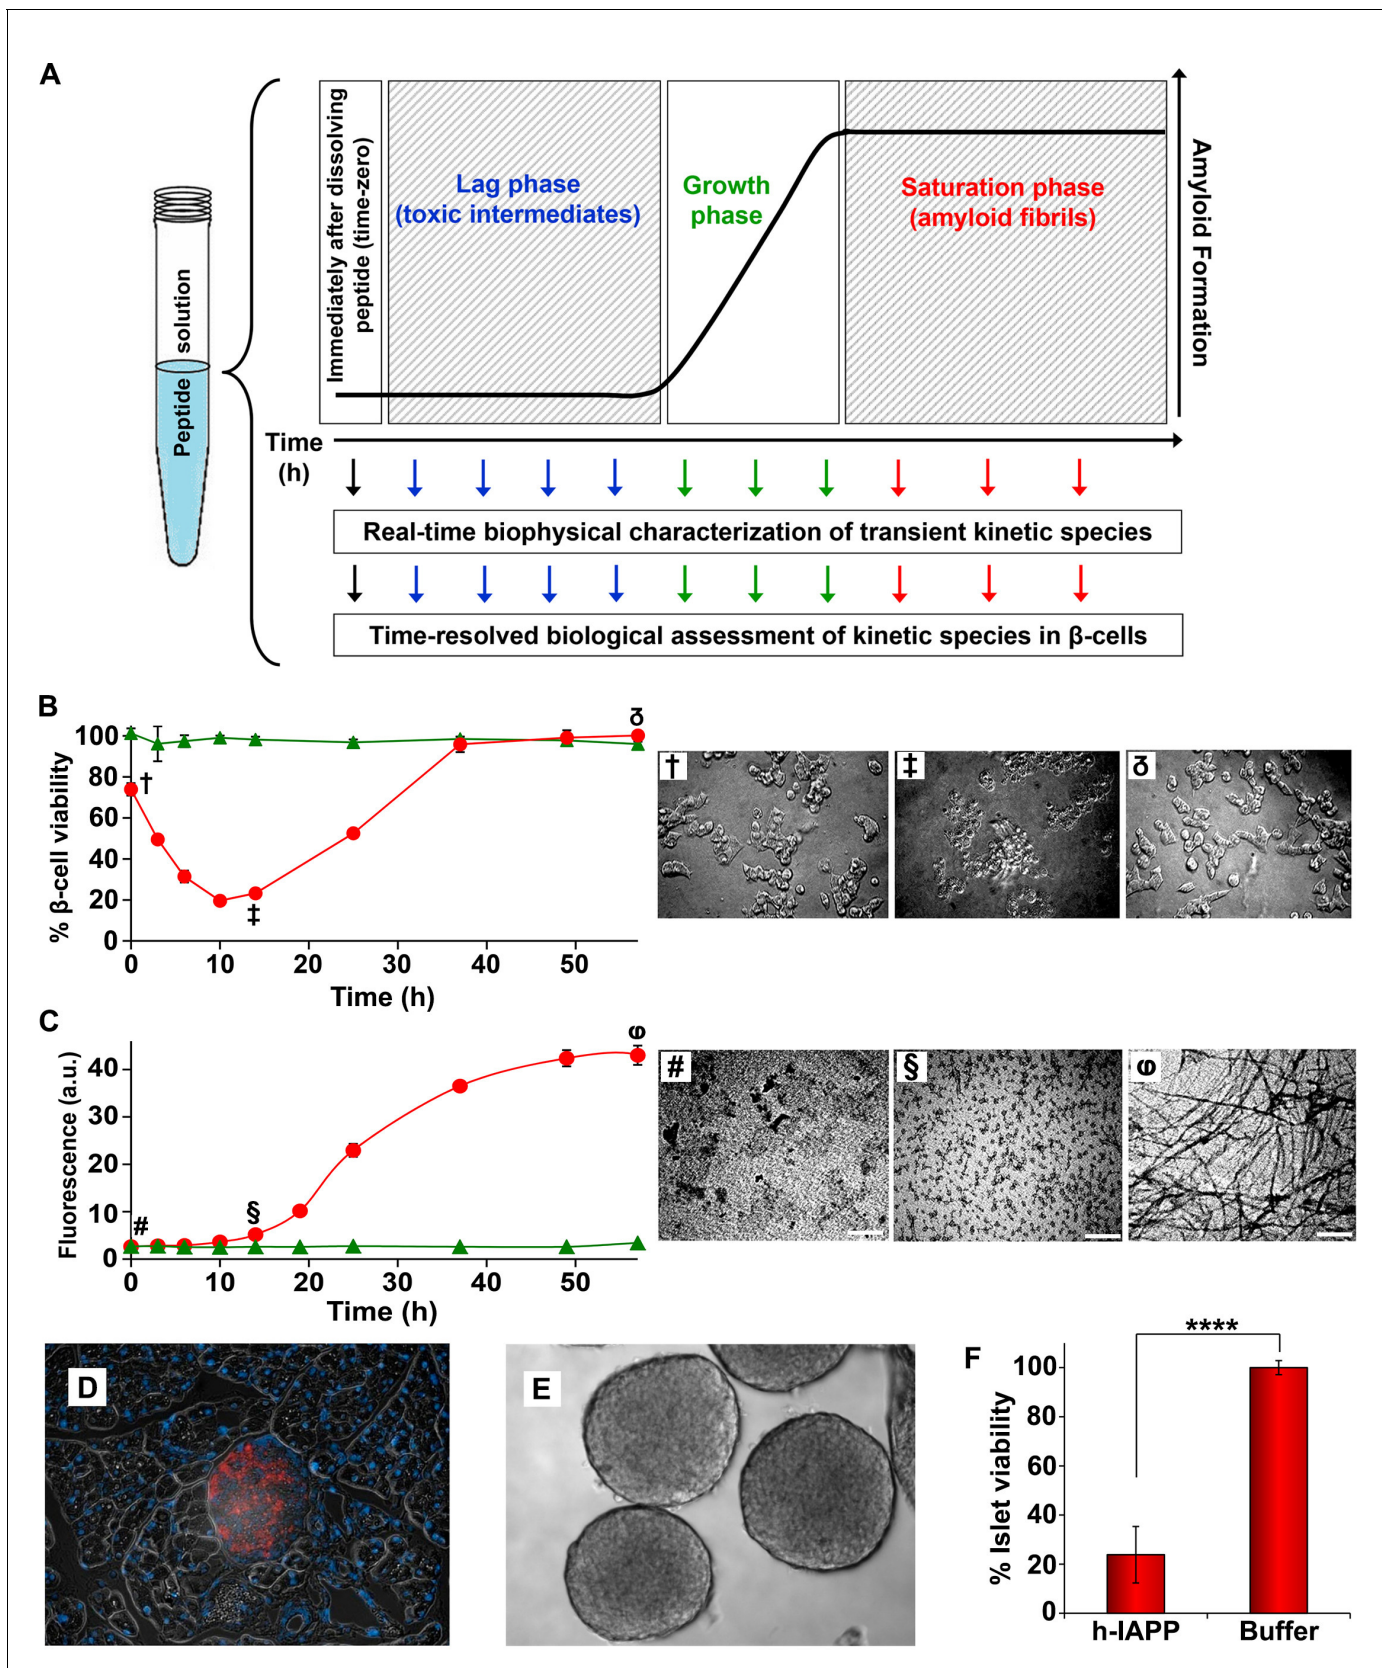 A
Peptide solution
Immediately after dissolving
peptide (time-zero)
Lag phase
(toxic intermediates)
Growth
phase
Saturation phase
(amyloid fibrils)
Amyloid Formation
Time
(h)
Real-time biophysical characterization of transient kinetic species
Time-resolved biological assessment of kinetic species in β-cells
B
% β-cell viability
100
80
60
40
20
0
0 10 20 30 40 50
Time (h)
†
‡
δ
†
‡
δ
C
Fluorescence (a.u.)
40
30
20
10
0
0 10 20 30 40 50
Time (h)
#
§
φ
#
§
φ
D
E
F
% Islet viability
100
80
60
40
20
0
****
h-IAPP Buffer